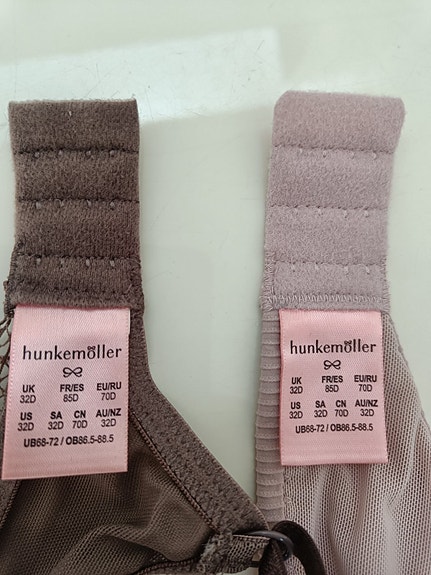 hunkemöller
UK FR/ES EU/RU
32D 85D 70D
US SA CN AU/NZ
32D 32D 70D 32D
UB68-72 / OB86.5-88.5
hunkemöller
UK FR/ES EU/RU
32D 85D 70D
US SA CN AU/NZ
32D 32D 70D 32D
UB68-72 / OB86.5-88.5